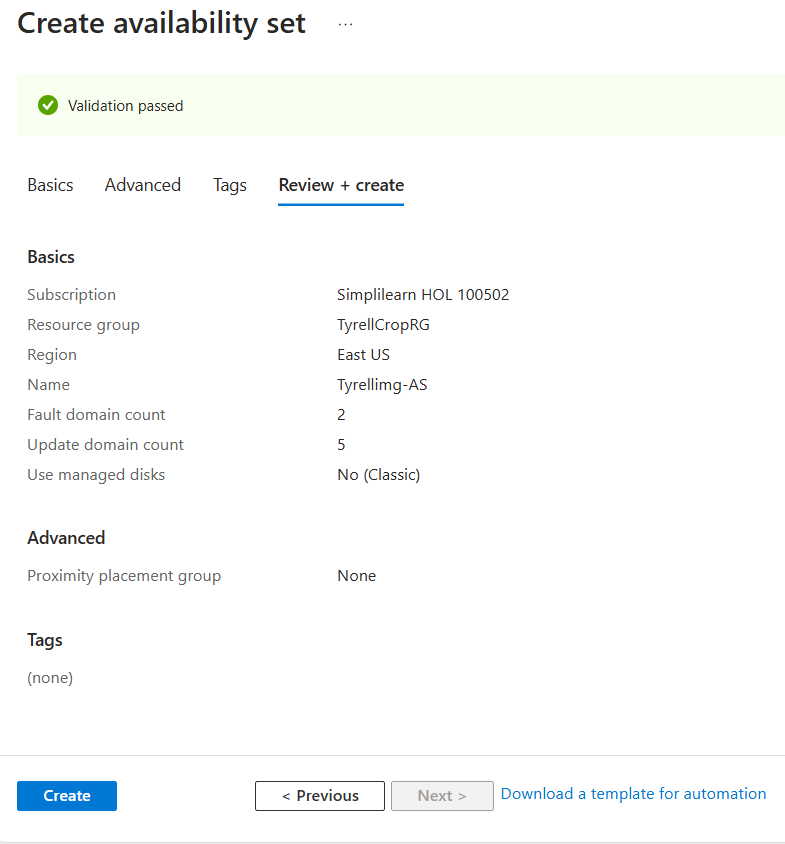 Create availability set ...
Validation passed
Basics Advanced Tags Review + create
Basics
Subscription Simplilearn HOL 100502
Resource group TyrellCropRG
Region East US
Name Tyrellimg-AS
Fault domain count 2
Update domain count 5
Use managed disks No (Classic)
Advanced
Proximity placement group None
Tags
(none)
Create < Previous Next > Download a template for automation